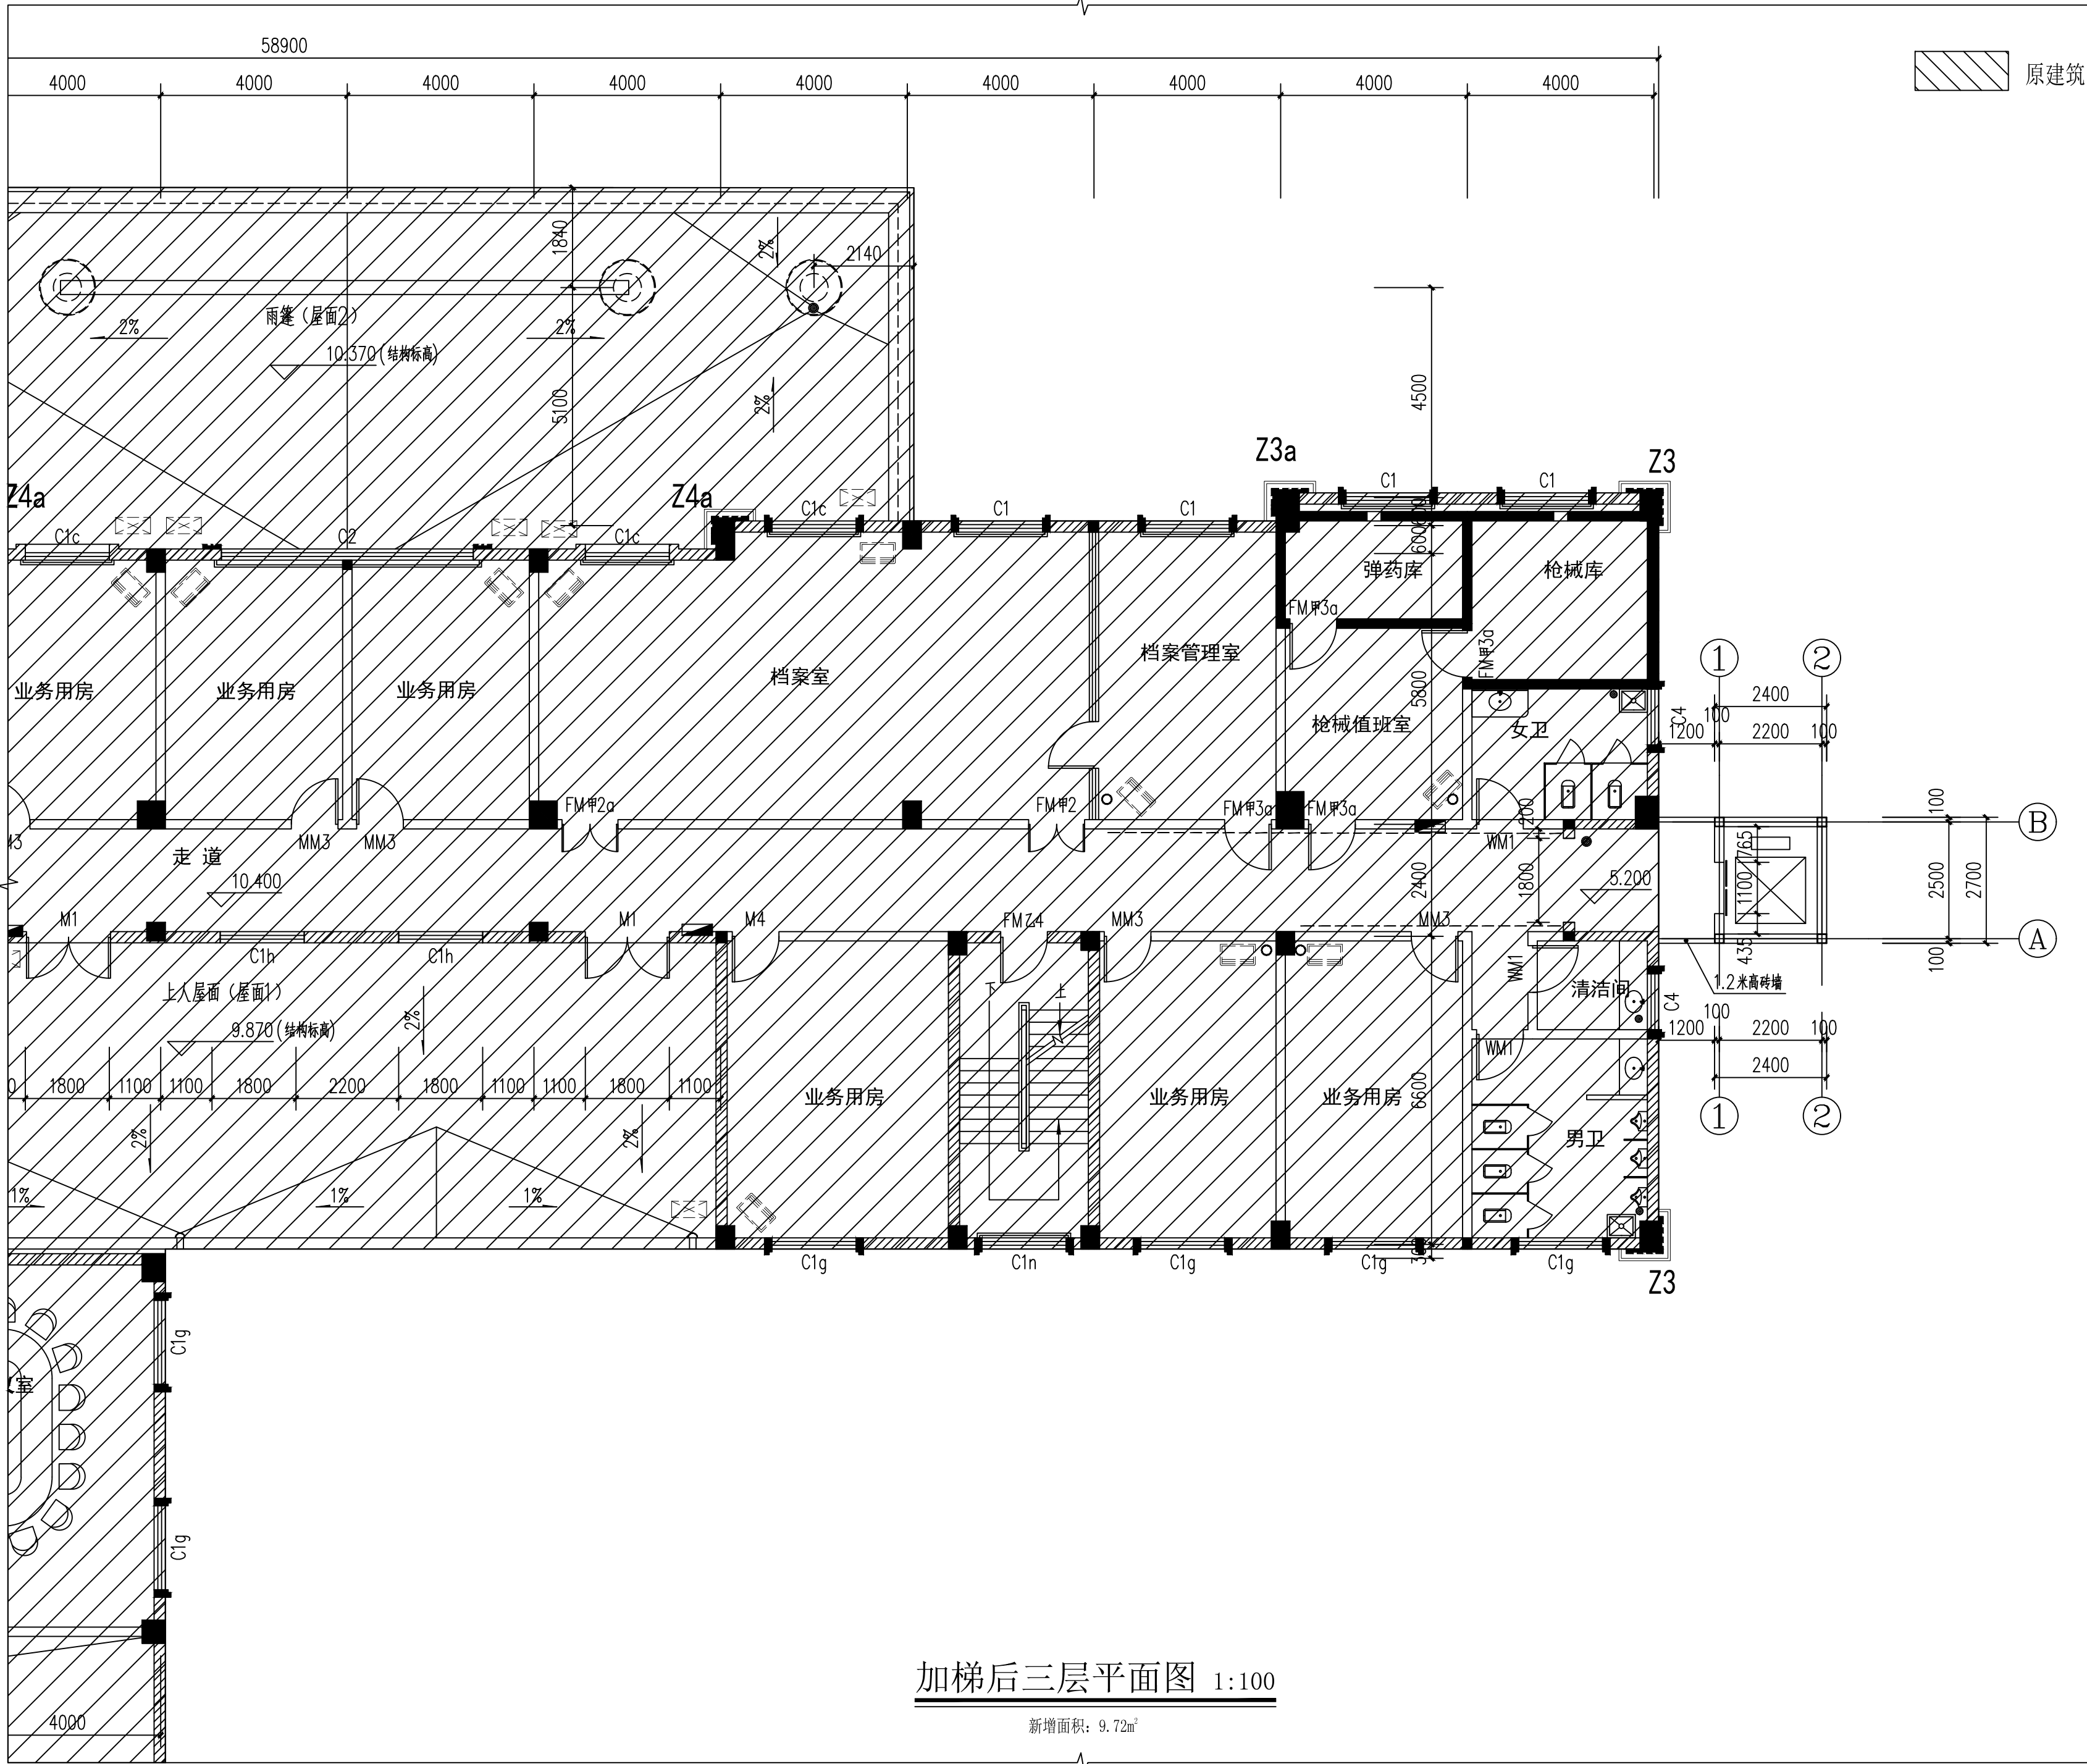 58900
4000 4000 4000 4000 4000 4000 4000 4000 4000
原建筑
1840
2%
2140
雨篷（屋面2）
2% 2%
10.370(结构标高)
5100
2%
4500
Z3a
Z3
Z4a
Z4a
C1 C1
C1c C1 C1
C1c C2 C1c
600
弹药库
枪械库
FM甲3a
FM甲3a
档案管理室
档案室
业务用房 业务用房 业务用房
5800
枪械值班室
女卫
C4
1 2
2400
100
1200 2200 100
FM甲2a FM甲2 FM甲3a FM甲3a
200
100
B
MM3 MM3
WM1
765
走 道
10.400
2400
1800
5.200
1100
2500
2700
M1 M1 M4 FM乙4 MM3 MM3
A
435
100
C1h C1h
WM1
1.2米高砖墙
上人屋面（屋面1）
下 上
清洁间
C4
9.870(结构标高)
2%
100
1200 2200 100
WM1
2400
1800 1100 1100 1800 2200 1800 1100 1100 1800 1100
业务用房 业务用房 业务用房
6600
1 2
2% 2%
男卫
1% 1% 1%
C1g C1n C1g C1g C1g
Z3
C1g
C1g
4000
加梯后三层平面图 1:100
新增面积: 9.72m²